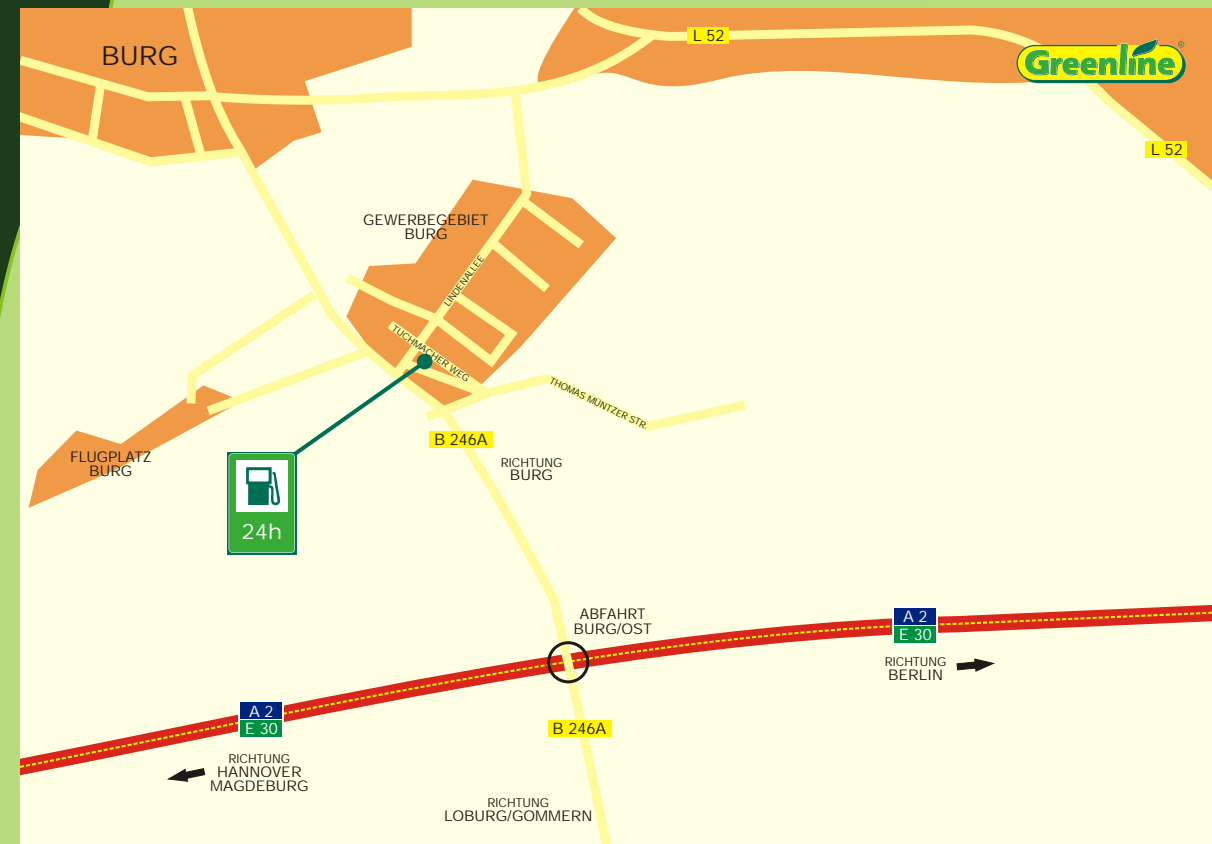 BURG
L 52
Greenline®
L 52
GEWERBEGEBIET
BURG
LINDENALLEE
TUCHMACHER WEG
THOMAS MÜNTZER STR.
FLUGPLATZ
BURG
B 246A
RICHTUNG
BURG
24h
ABFAHRT
BURG/OST
A 2
E 30
RICHTUNG
BERLIN
A 2
E 30
B 246A
RICHTUNG
HANNOVER
MAGDEBURG
RICHTUNG
LOBURG/GOMMERN